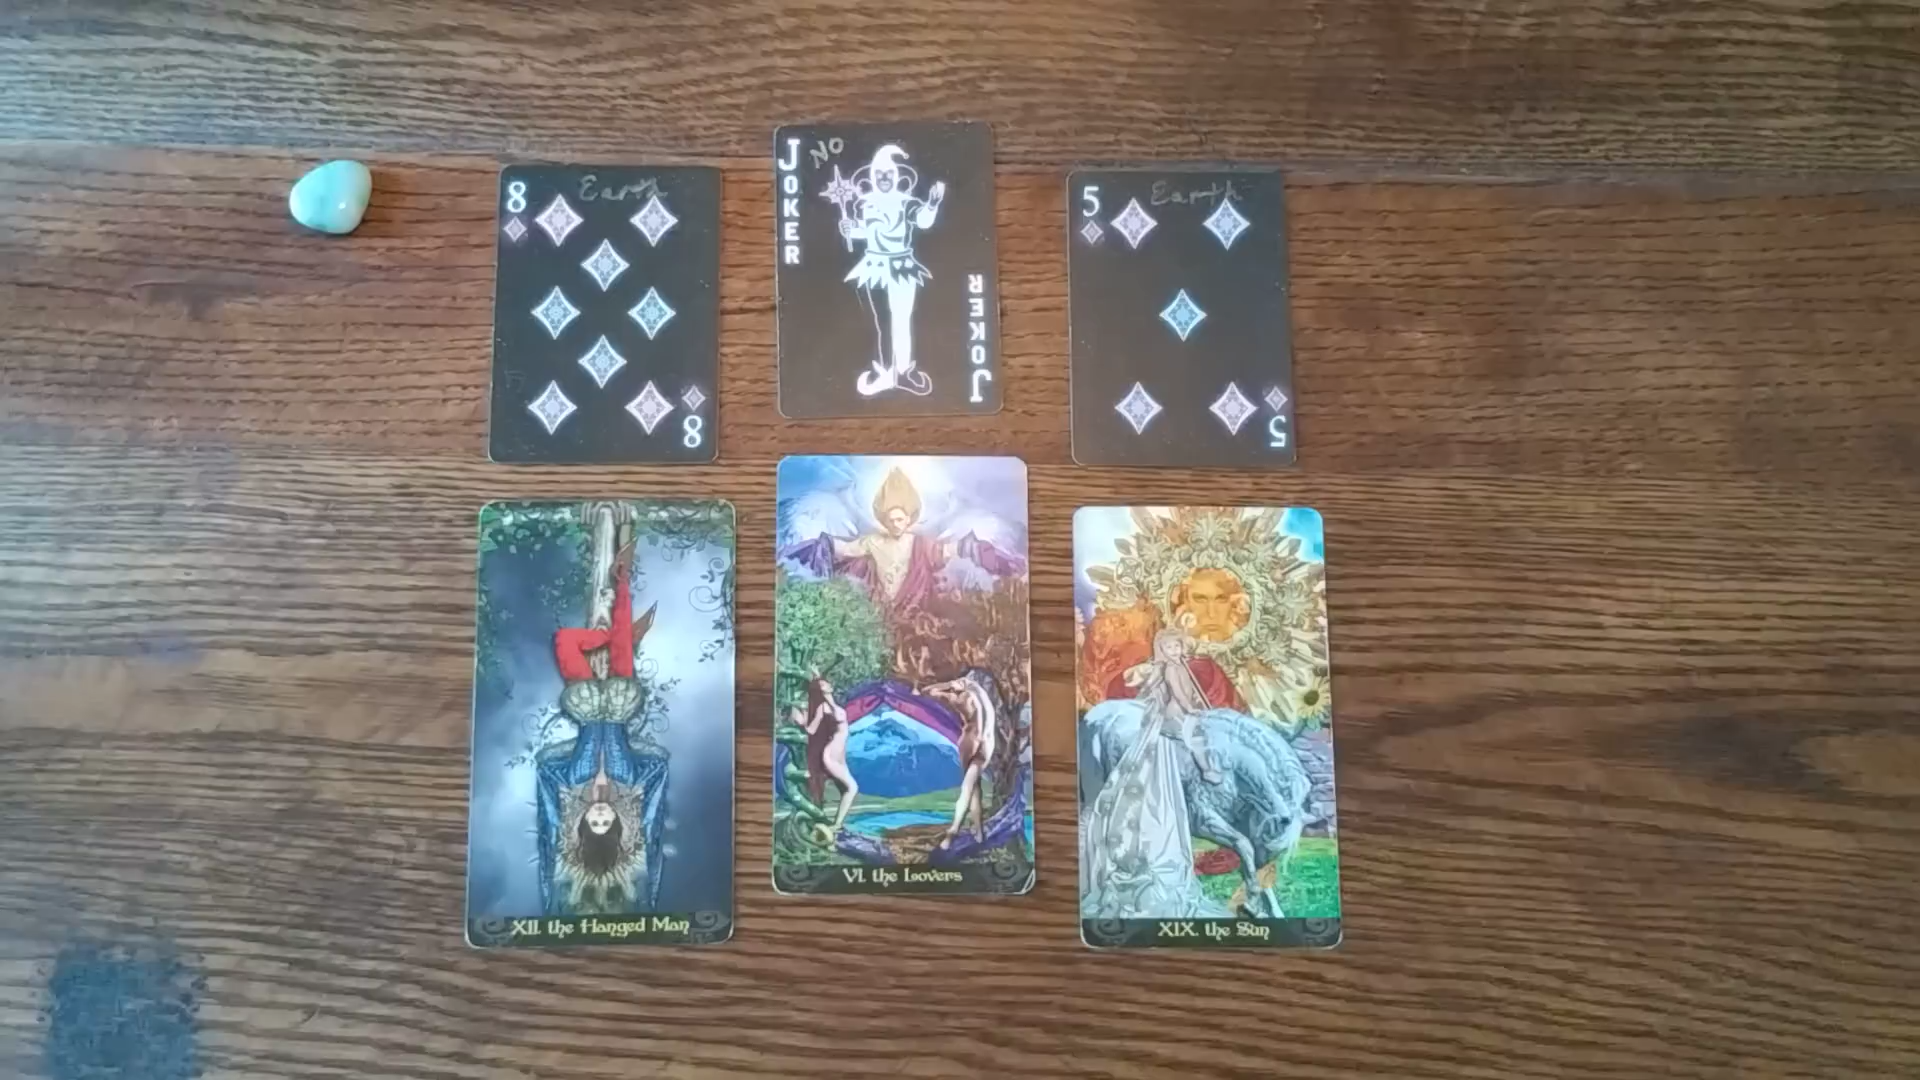 8 Earth
8
JOKER NO
JOKER
5 Earth
5
XII. the Hanged Man
VI. the Lovers
XIX. the Sun